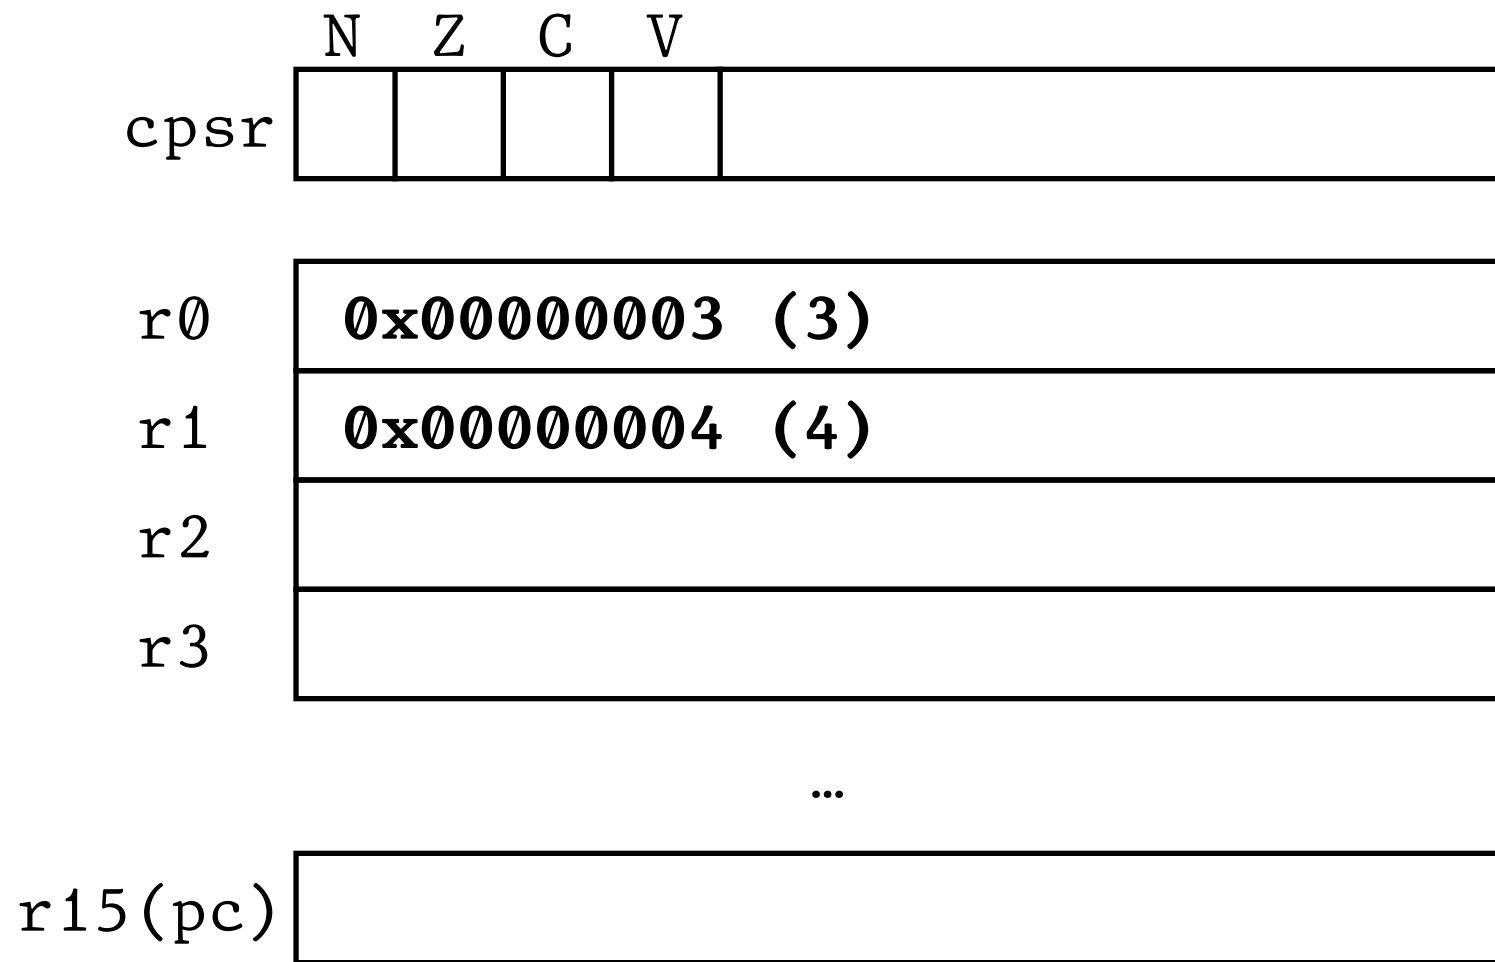 N Z C V
cpsr
r0 0x00000003 (3)
r1 0x00000004 (4)
r2
r3
…
r15(pc)